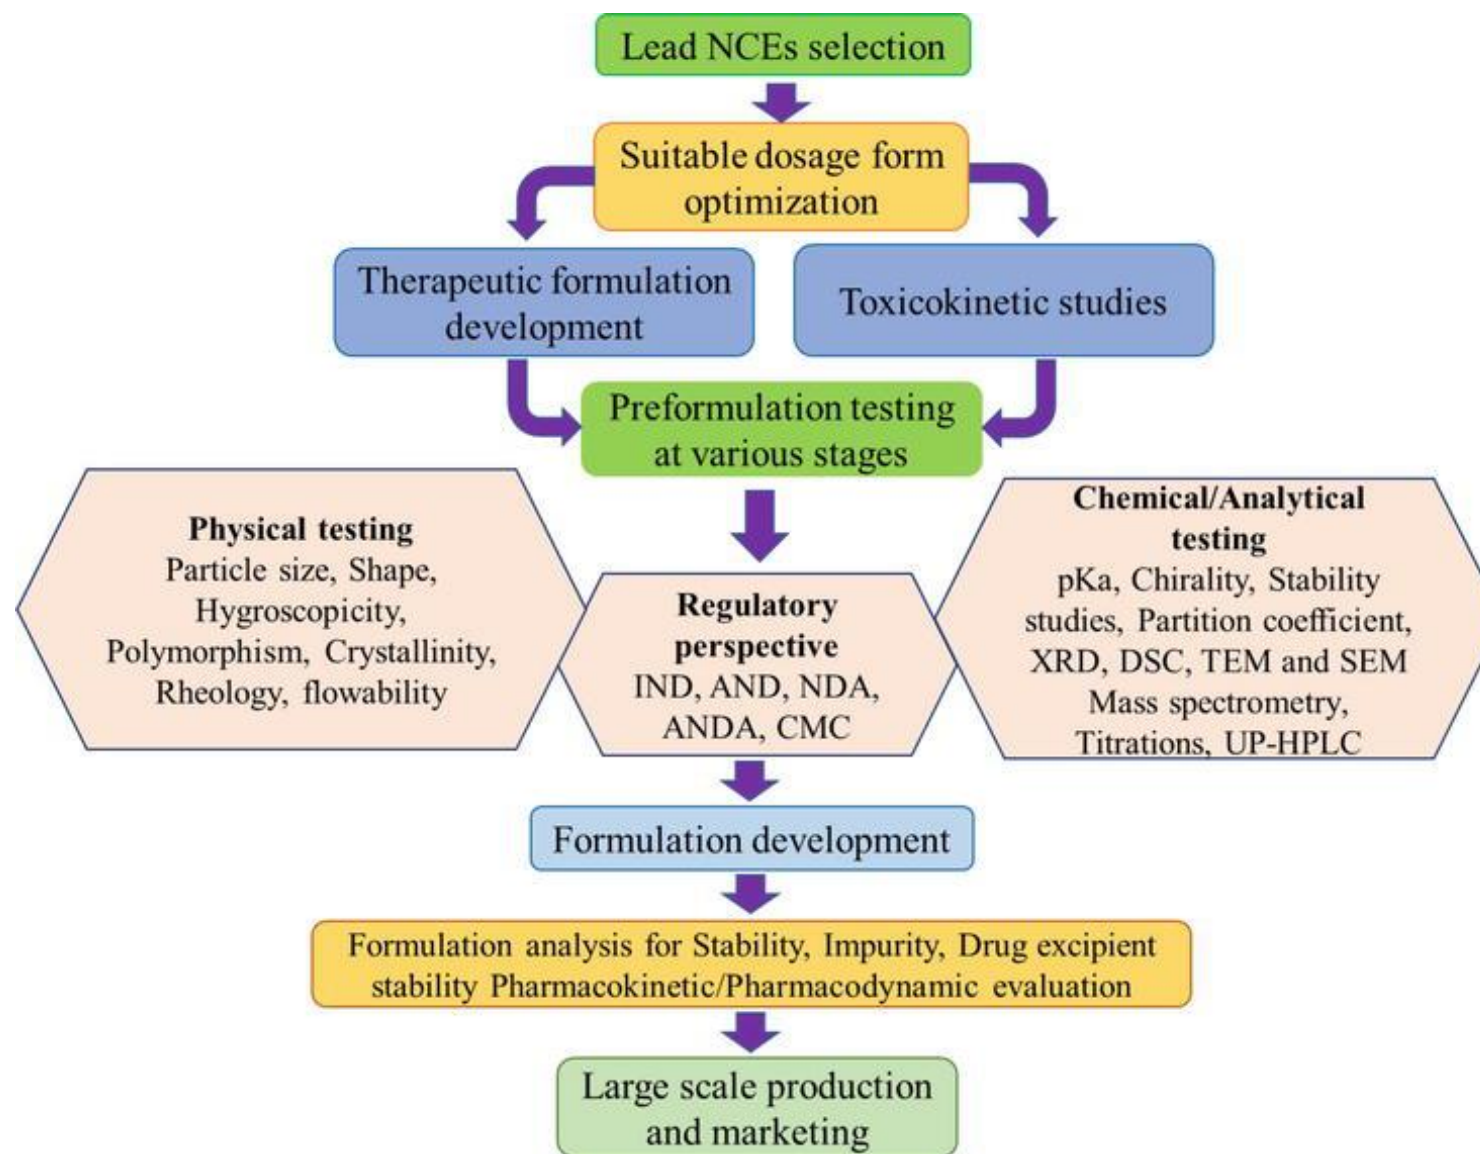 Lead NCEs selection
Suitable dosage form
optimization
Therapeutic formulation
development
Toxicokinetic studies
Preformulation testing
at various stages
Physical testing
Particle size, Shape,
Hygroscopicity,
Polymorphism, Crystallinity,
Rheology, flowability
Regulatory
perspective
IND, AND, NDA,
ANDA, CMC
Chemical/Analytical
testing
pKa, Chirality, Stability
studies, Partition coefficient,
XRD, DSC, TEM and SEM
Mass spectrometry,
Titrations, UP-HPLC
Formulation development
Formulation analysis for Stability, Impurity, Drug excipient
stability Pharmacokinetic/Pharmacodynamic evaluation
Large scale production
and marketing